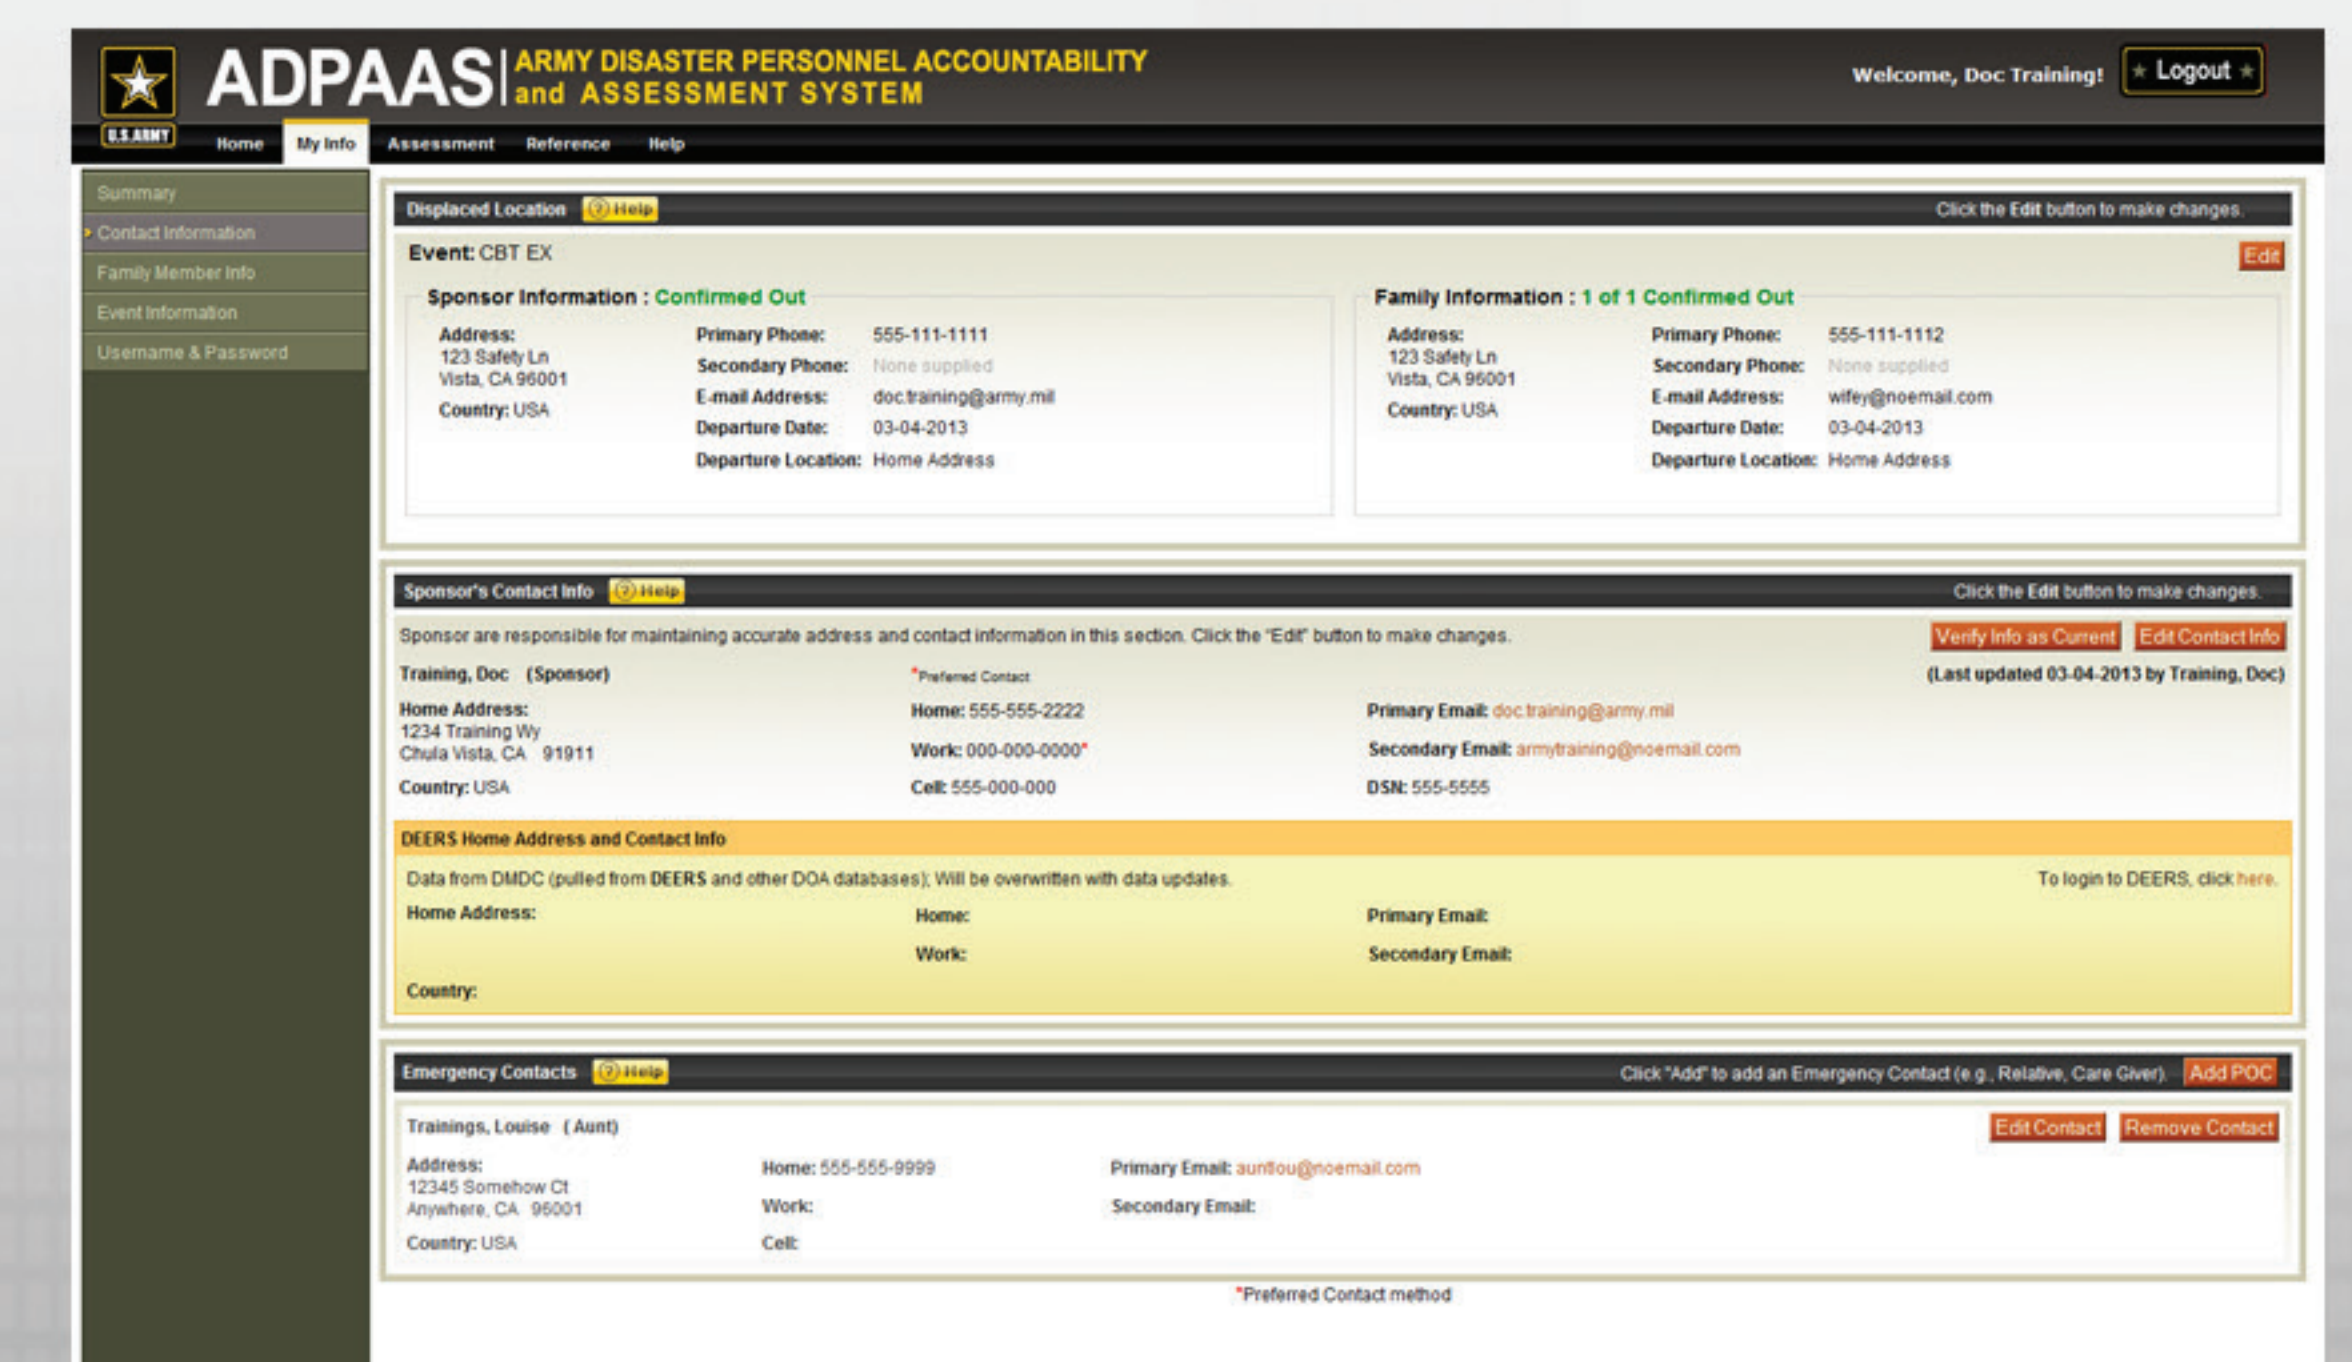 ADPAAS ARMY DISASTER PERSONNEL ACCOUNTABILITY
and ASSESSMENT SYSTEM
Welcome, Doc Training!
Logout
U.S.ARMY
Home My Info Assessment Reference Help
Summary
Contact Information
Family Member Info
Event Information
Username & Password
Displaced Location Help Click the Edit button to make changes.
Event: CBT EX Edit
Sponsor Information : Confirmed Out
Address:
123 Safety Ln
Vista, CA 96001
Country: USA
Primary Phone: 555-111-1111
Secondary Phone: None supplied
E-mail Address: doc.training@army.mil
Departure Date: 03-04-2013
Departure Location: Home Address
Family Information : 1 of 1 Confirmed Out
Address:
123 Safety Ln
Vista, CA 96001
Country: USA
Primary Phone: 555-111-1112
Secondary Phone: None supplied
E-mail Address: wifey@noemail.com
Departure Date: 03-04-2013
Departure Location: Home Address
Sponsor's Contact Info Help Click the Edit button to make changes.
Sponsor are responsible for maintaining accurate address and contact information in this section. Click the "Edit" button to make changes. Verify Info as Current Edit Contact Info
Training, Doc (Sponsor) *Preferred Contact (Last updated 03-04-2013 by Training, Doc)
Home Address:
1234 Training Wy
Chula Vista, CA 91911
Country: USA
Home: 555-555-2222
Work: 000-000-0000*
Cell: 555-000-000
Primary Email: doc.training@army.mil
Secondary Email: armytraining@noemail.com
DSN: 555-5555
DEERS Home Address and Contact Info
Data from DMDC (pulled from DEERS and other DOA databases); Will be overwritten with data updates. To login to DEERS, click here.
Home Address: Home: Primary Email:
Work: Secondary Email:
Country:
Emergency Contacts Help Click "Add" to add an Emergency Contact (e.g., Relative, Care Giver). Add POC
Trainings, Louise (Aunt) Edit Contact Remove Contact
Address:
12345 Somehow Ct
Anywhere, CA 96001
Country: USA
Home: 555-555-9999
Work:
Cell:
Primary Email: auntlou@noemail.com
Secondary Email:
*Preferred Contact method